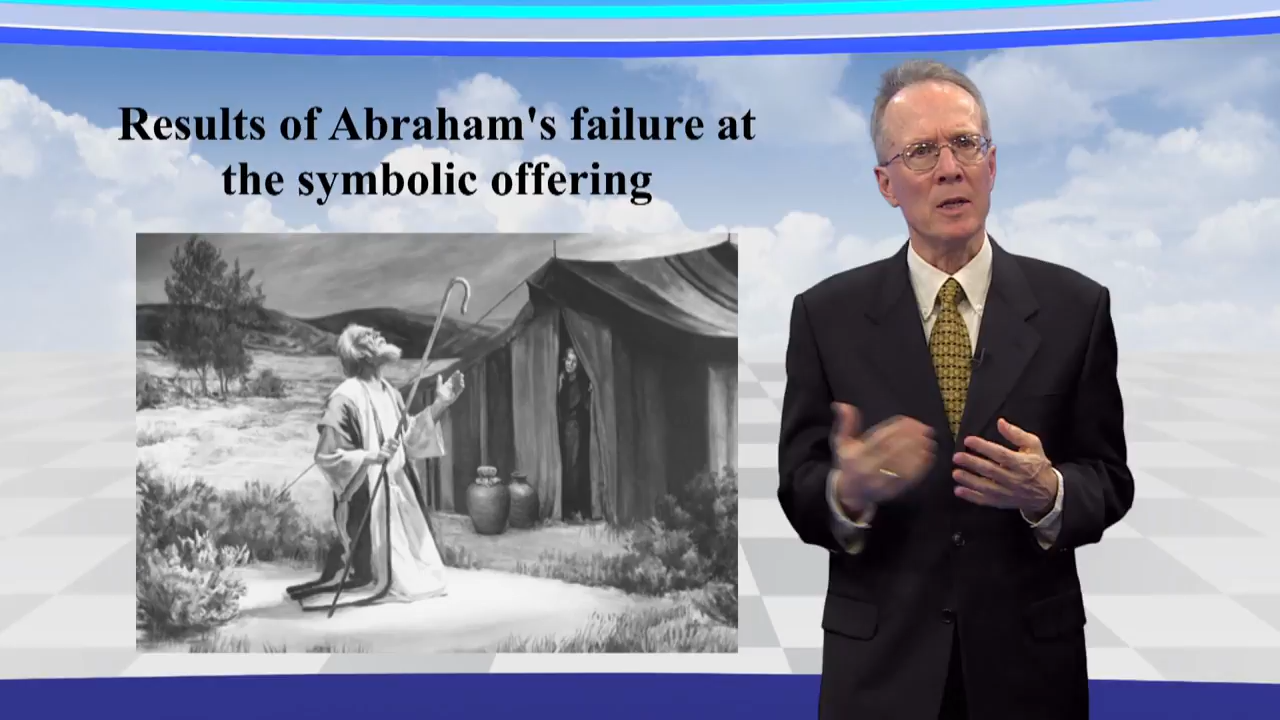 Results of Abraham's failure at
the symbolic offering